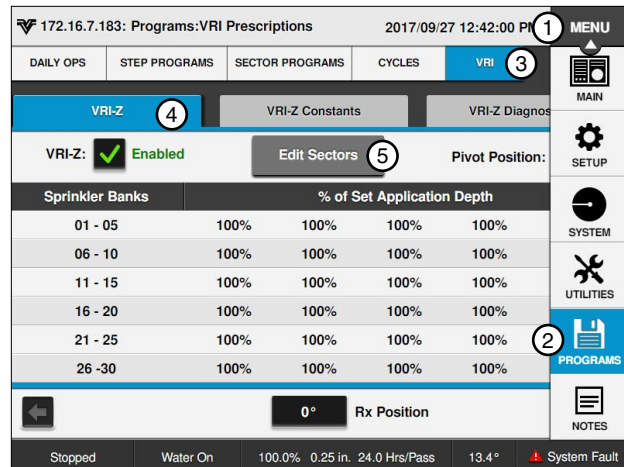 172.16.7.183: Programs:VRI Prescriptions 2017/09/27 12:42:00 1 MENU
DAILY OPS STEP PROGRAMS SECTOR PROGRAMS CYCLES VRI 3
MAIN
VRI-Z 4 VRI-Z Constants VRI-Z Diagnos
VRI-Z: Enabled Edit Sectors 5 Pivot Position:
SETUP
Sprinkler Banks % of Set Application Depth
01 - 05 100% 100% 100% 100%
SYSTEM
06 - 10 100% 100% 100% 100%
11 - 15 100% 100% 100% 100%
UTILITIES
16 - 20 100% 100% 100% 100%
21 - 25 100% 100% 100% 100%
2
PROGRAMS
26 -30 100% 100% 100% 100%
0° Rx Position
NOTES
Stopped Water On 100.0% 0.25 in. 24.0 Hrs/Pass 13.4° System Fault